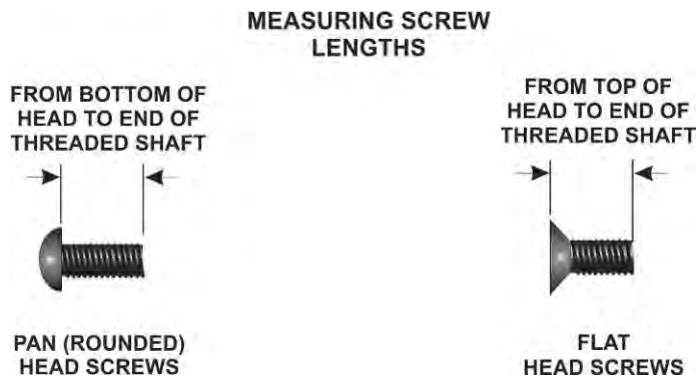 MEASURING SCREW
LENGTHS
FROM BOTTOM OF
HEAD TO END OF
THREADED SHAFT
FROM TOP OF
HEAD TO END OF
THREADED SHAFT
PAN (ROUNDED)
HEAD SCREWS
FLAT
HEAD SCREWS